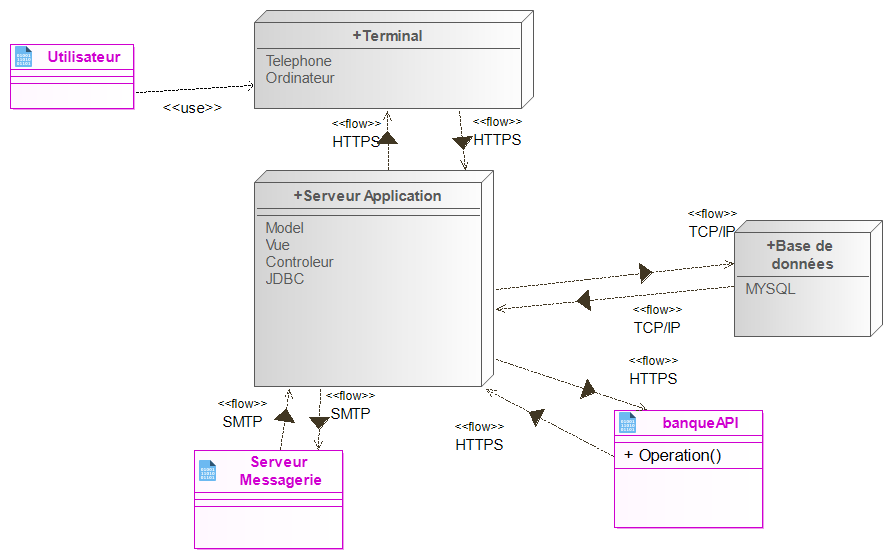 +Terminal
Telephone
Ordinateur
Utilisateur
<<use>>
<<flow>>
HTTPS
<<flow>>
HTTPS
+Serveur Application
Model
Vue
Controleur
JDBC
<<flow>>
TCP/IP
+Base de
données
MYSQL
<<flow>>
TCP/IP
<<flow>>
HTTPS
<<flow>>
SMTP
<<flow>>
SMTP
<<flow>>
HTTPS
banqueAPI
+ Operation()
Serveur
Messagerie